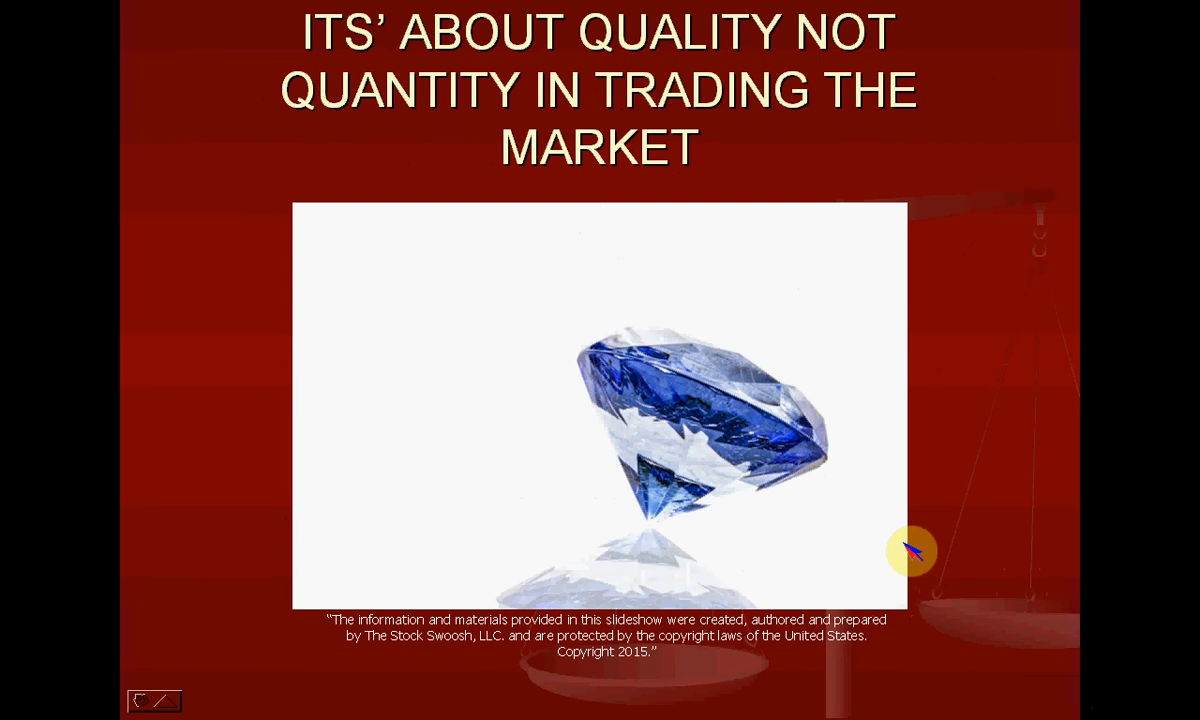 ITS’ ABOUT QUALITY NOT
QUANTITY IN TRADING THE
MARKET
“The information and materials provided in this slideshow were created, authored and prepared
by The Stock Swoosh, LLC. and are protected by the copyright laws of the United States.
Copyright 2015.”